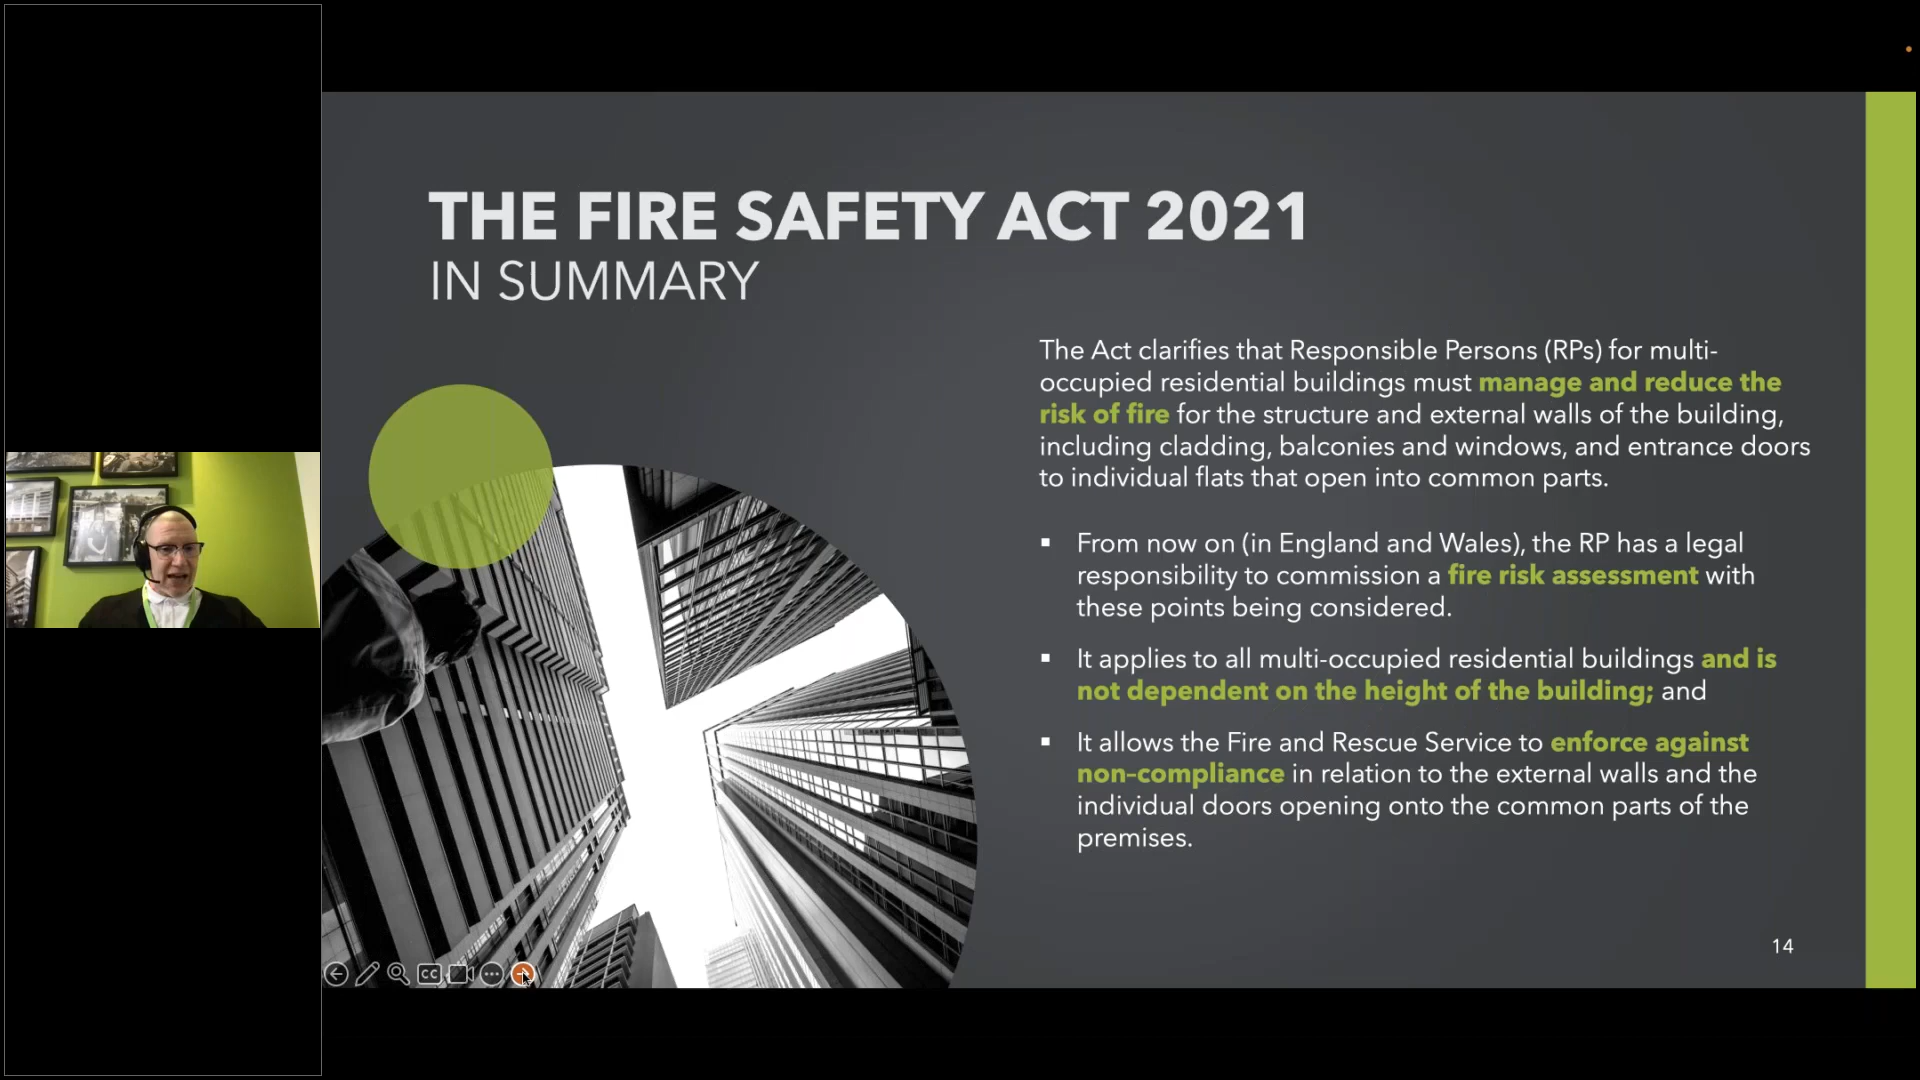 THE FIRE SAFETY ACT 2021
IN SUMMARY
The Act clarifies that Responsible Persons (RPs) for multi-
occupied residential buildings must manage and reduce the
risk of fire for the structure and external walls of the building,
including cladding, balconies and windows, and entrance doors
to individual flats that open into common parts.
▪ From now on (in England and Wales), the RP has a legal
responsibility to commission a fire risk assessment with
these points being considered.
▪ It applies to all multi-occupied residential buildings and is
not dependent on the height of the building; and
▪ It allows the Fire and Rescue Service to enforce against
non-compliance in relation to the external walls and the
individual doors opening onto the common parts of the
premises.
14
CC